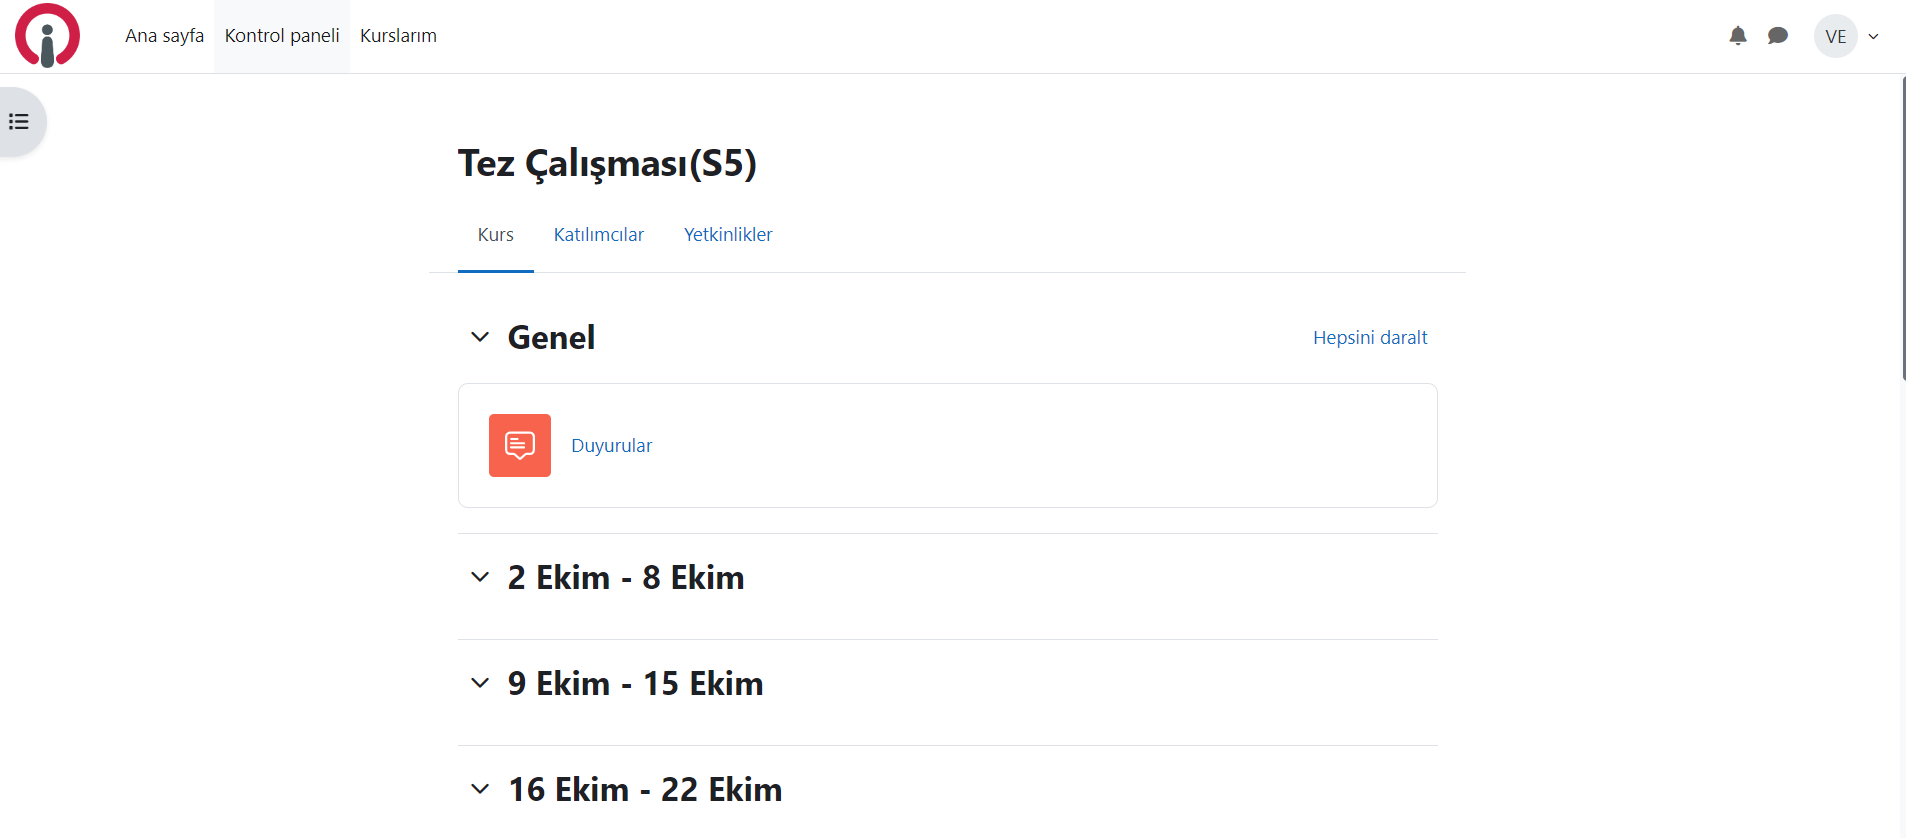 Ana sayfa Kontrol paneli Kurslarım VE
Tez Çalışması(S5)
Kurs Katılımcılar Yetkinlikler
Genel Hepsini daralt
Duyurular
2 Ekim - 8 Ekim
9 Ekim - 15 Ekim
16 Ekim - 22 Ekim